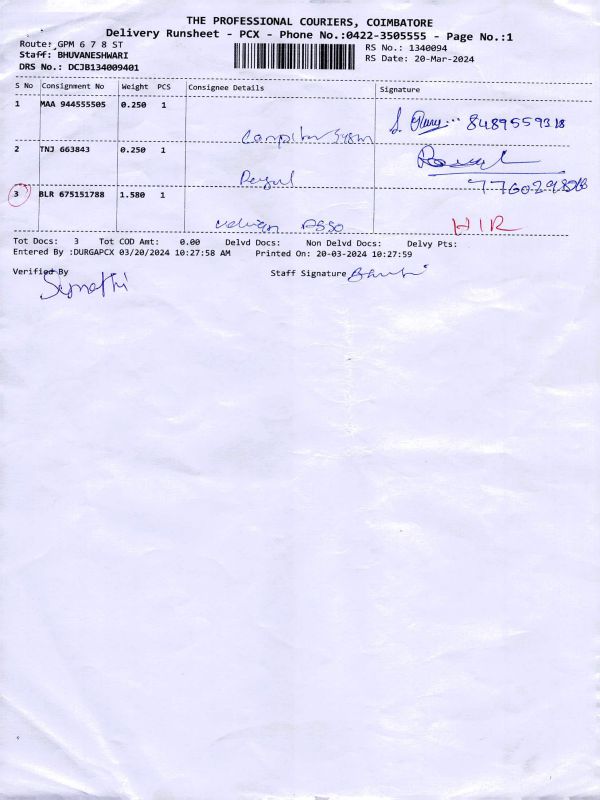 THE PROFESSIONAL COURIERS, COIMBATORE
Delivery Runsheet - PCX - Phone No.:0422-3505555 - Page No.:1
Route: GPM 6 7 8 ST
RS No.: 1340094
Staff: BHUVANESHWARI
RS Date: 20-Mar-2024
DRS No.: DCJB134009401
S No Consignment No Weight PCS Consignee Details Signature
1 MAA 944555505 0.250 1
2 TNJ 663843 0.250 1
3 BLR 675151788 1.580 1
HIR
Tot Docs: 3 Tot COD Amt: 0.00 Delvd Docs: Non Delvd Docs: Delvy Pts:
Entered By :DURGAPCX 03/20/2024 10:27:58 AM Printed On: 20-03-2024 10:27:59
Verified By Staff Signature